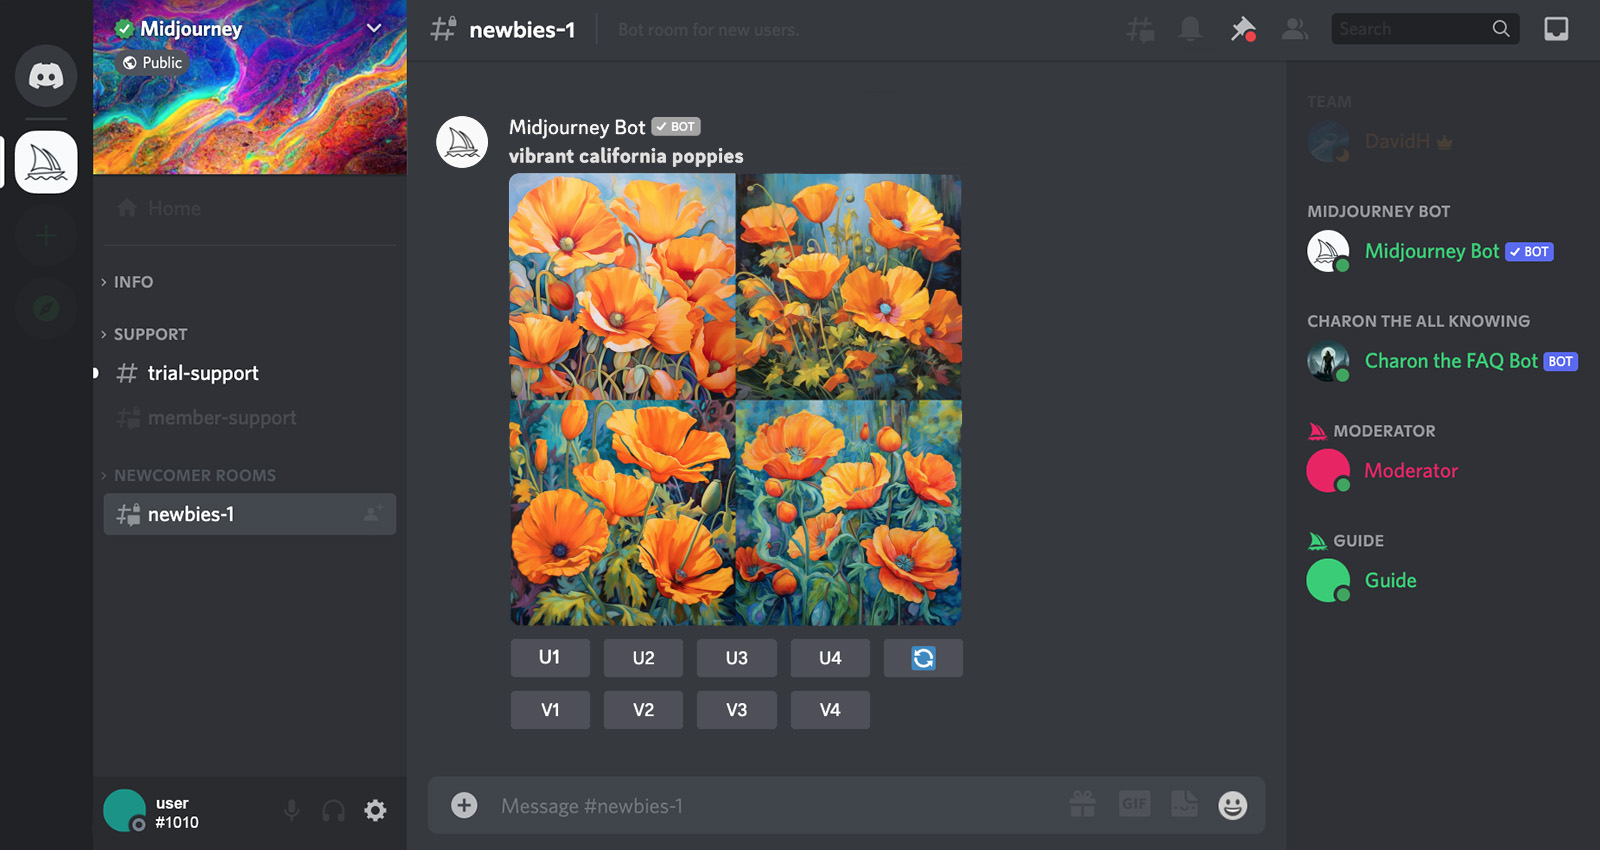 Midjourney
Public
Home
INFO
SUPPORT
trial-support
member-support
NEWCOMER ROOMS
newbies-1
user
#1010
newbies-1
Bot room for new users.
Search
Midjourney Bot BOT
vibrant california poppies
U1 U2 U3 U4
V1 V2 V3 V4
Message #newbies-1
GIF
TEAM
DavidH
MIDJOURNEY BOT
Midjourney Bot BOT
CHARON THE ALL KNOWING
Charon the FAQ Bot BOT
MODERATOR
Moderator
GUIDE
Guide